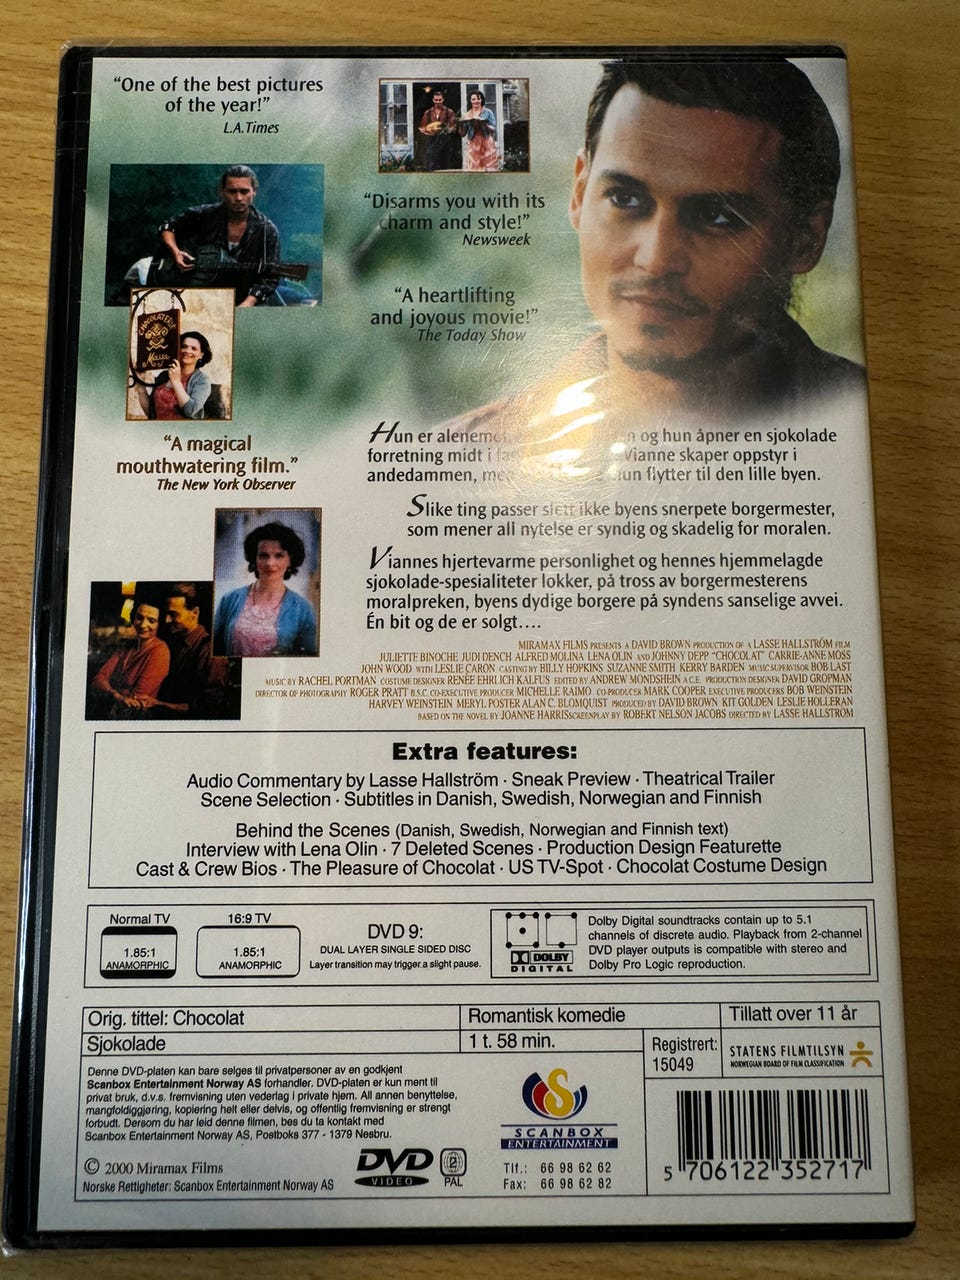 “One of the best pictures
of the year!”
L.A. Times
“Disarms you with its
charm and style!”
Newsweek
“A heartlifting
and joyous movie!”
The Today Show
CHOCOLATERIE
Maya
“A magical
mouthwatering film.”
The New York Observer
Hun er alenemor og hun åpner en sjokolade
forretning midt i Vianne skaper oppstyr i
andedammen, hun flytter til den lille byen.
Slike ting passer slett ikke byens snerpete borgermester,
som mener all nytelse er syndig og skadelig for moralen.
Viannes hjertevarme personlighet og hennes hjemmelagde
sjokolade-spesialiteter lokker, på tross av borgermesterens
moralpreken, byens dydige borgere på syndens sanselige avvei.
Én bit og de er solgt....
MIRAMAX FILMS PRESENTS A DAVID BROWN PRODUCTION OF A LASSE HALLSTRÖM FILM
JULIETTE BINOCHE JUDI DENCH ALFRED MOLINA LENA OLIN AND JOHNNY DEPP “CHOCOLAT” CARRIE-ANNE MOSS
JOHN WOOD WITH LESLIE CARON CASTING BY BILLY HOPKINS SUZANNE SMITH KERRY BARDEN MUSIC SUPERVISOR BOB LAST
MUSIC BY RACHEL PORTMAN COSTUME DESIGNER RENÉE EHRLICH KALFUS EDITED BY ANDREW MONDSHEIN A.C.E. PRODUCTION DESIGNER DAVID GROPMAN
DIRECTOR OF PHOTOGRAPHY ROGER PRATT B.S.C. CO-EXECUTIVE PRODUCER MICHELLE RAIMO CO-PRODUCER MARK COOPER EXECUTIVE PRODUCERS BOB WEINSTEIN
HARVEY WEINSTEIN MERYL POSTER ALAN C. BLOMQUIST PRODUCED BY DAVID BROWN KIT GOLDEN LESLIE HOLLERAN
BASED ON THE NOVEL BY JOANNE HARRIS SCREENPLAY BY ROBERT NELSON JACOBS DIRECTED BY LASSE HALLSTRÖM
Extra features:
Audio Commentary by Lasse Hallström · Sneak Preview · Theatrical Trailer
Scene Selection · Subtitles in Danish, Swedish, Norwegian and Finnish
Behind the Scenes (Danish, Swedish, Norwegian and Finnish text)
Interview with Lena Olin · 7 Deleted Scenes · Production Design Featurette
Cast & Crew Bios · The Pleasure of Chocolat · US TV-Spot · Chocolat Costume Design
Normal TV
1.85:1
ANAMORPHIC
16:9 TV
1.85:1
ANAMORPHIC
DVD 9:
DUAL LAYER SINGLE SIDED DISC
Layer transition may trigger a slight pause.
DOLBY
DIGITAL
Dolby Digital soundtracks contain up to 5.1
channels of discrete audio. Playback from 2-channel
DVD player outputs is compatible with stereo and
Dolby Pro Logic reproduction.
Orig. tittel: Chocolat
Romantisk komedie
Tillatt over 11 år
Sjokolade
1 t. 58 min.
Registrert:
15049
STATENS FILMTILSYN
NORWEGIAN BOARD OF FILM CLASSIFICATION
Denne DVD-platen kan bare selges til privatpersoner av en godkjent
Scanbox Entertainment Norway AS forhandler. DVD-platen er kun ment til
privat bruk, d.v.s. fremvisning uten vederlag i private hjem. All annen benyttelse,
mangfoldiggjøring, kopiering helt eller delvis, og offentlig fremvisning er strengt
forbudt. Dersom du har leid denne filmen, bes du ta kontakt med
Scanbox Entertainment Norway AS, Postboks 377 - 1379 Nesbru.
© 2000 Miramax Films
Norske Rettigheter: Scanbox Entertainment Norway AS
DVD
VIDEO
2
PAL
SCANBOX
ENTERTAINMENT
Tlf.: 66 98 62 62
Fax: 66 98 62 82
5 706122 352717